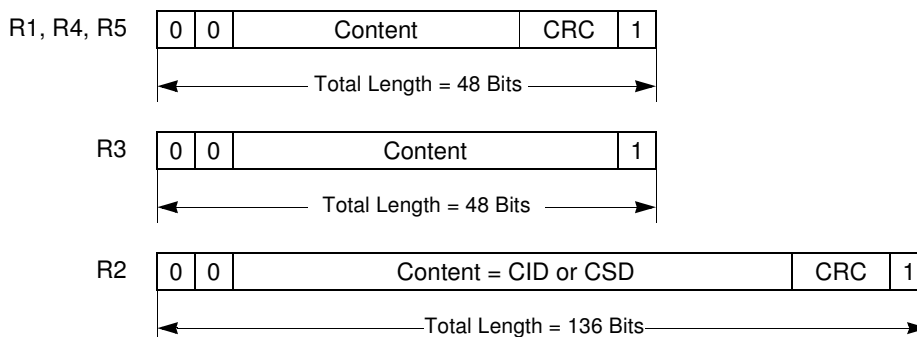 R1, R4, R5 0 0 Content CRC 1
Total Length = 48 Bits
R3 0 0 Content 1
Total Length = 48 Bits
R2 0 0 Content = CID or CSD CRC 1
Total Length = 136 Bits